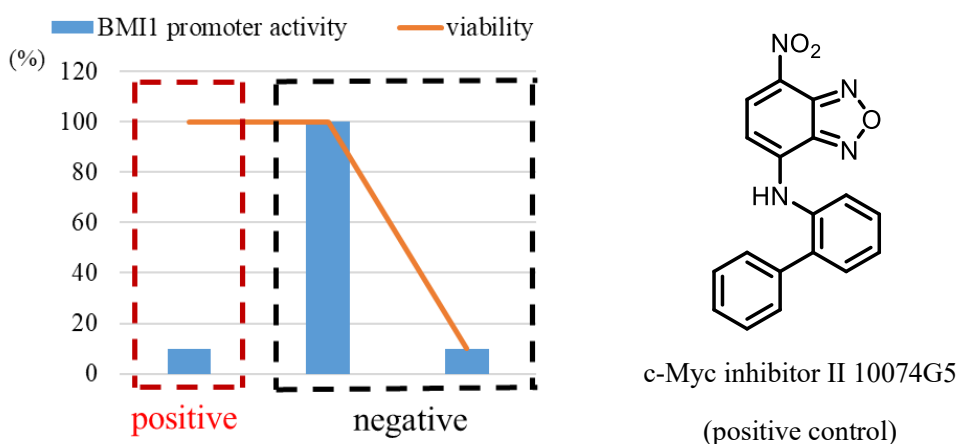 BMI1 promoter activity viability
(%)
120
100
80
60
40
20
0
positive negative
NO2
N
O
N
HN
c-Myc inhibitor II 10074G5
(positive control)